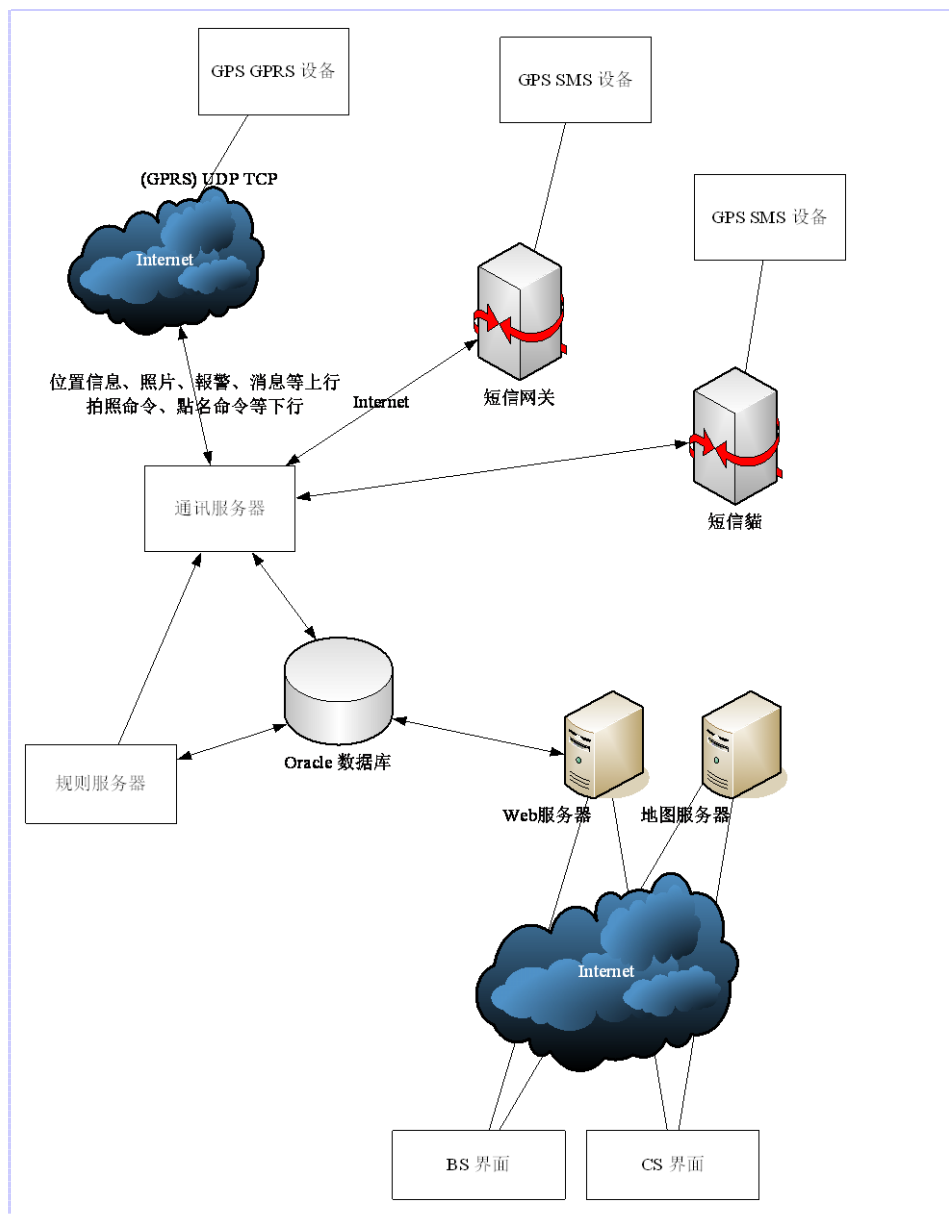 GPS GPRS 设备
GPS SMS 设备
(GPRS) UDP TCP
GPS SMS 设备
Internet
位置信息、照片、報警、消息等上行
拍照命令、點名命令等下行
Internet
短信网关
通讯服务器
短信貓
Oracle 数据库
规则服务器
Web服务器
地图服务器
Internet
BS 界面
CS 界面